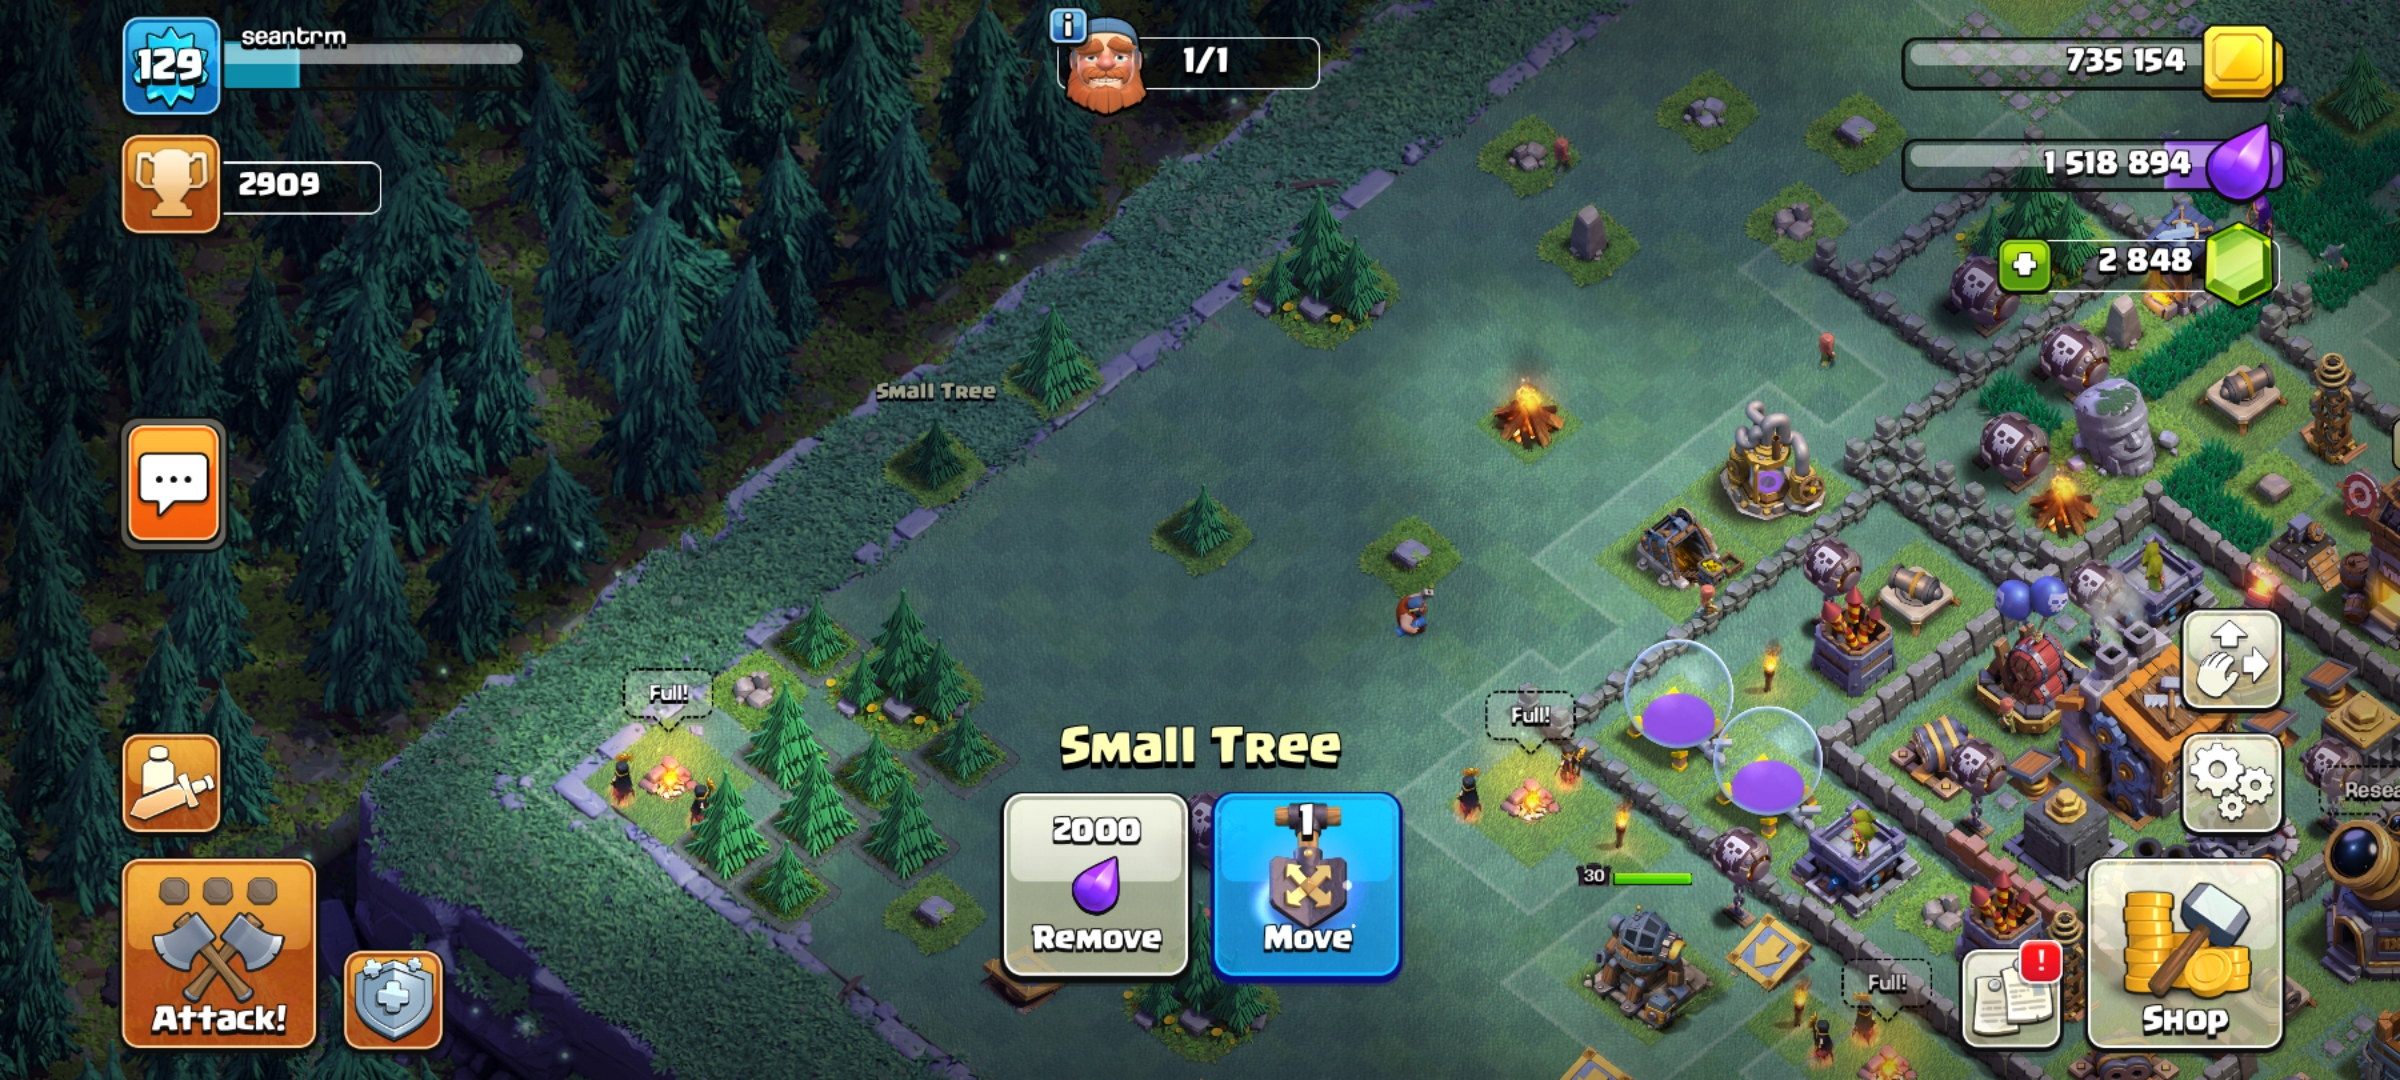 129
seantrm
1/1
735 154
1 518 894
2909
2 848
Small Tree
Full!
Full!
Small Tree
2000
Remove
1
Move
30
Full!
Attack!
Shop